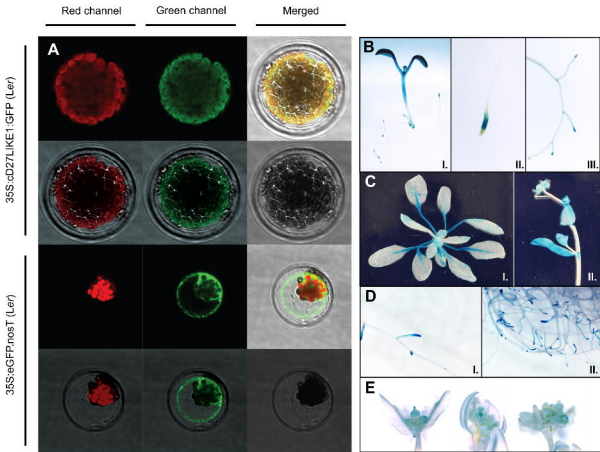 Red channel
Green channel
Merged
35S:cD27LIKE1:GFP (Ler)
35S:eGFP.nosT (Ler)
A
B
I.
II.
III.
C
I.
II.
D
I.
II.
E